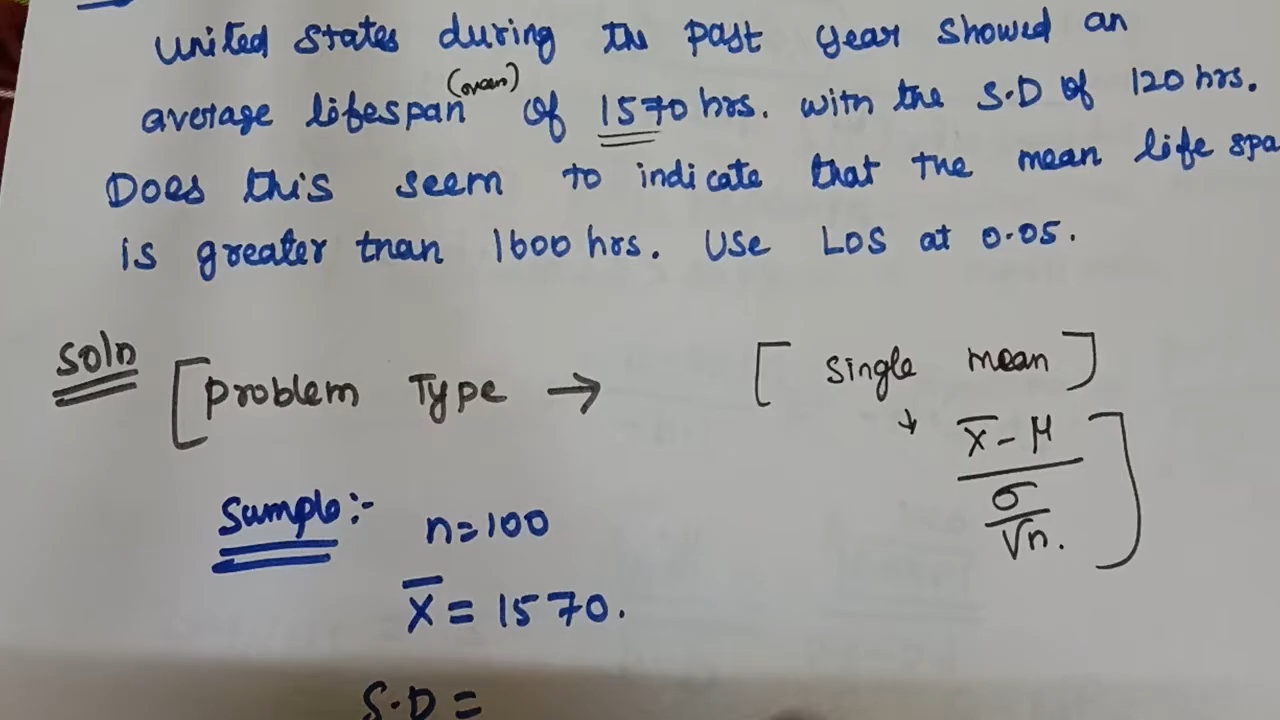 United States during the past year showed an
average lifespan (mean) of 1570 hrs. with the S.D of 120 hrs.
Does this seem to indicate that the mean life spa
is greater than 1600 hrs. Use LOS at 0.05.
Soln [Problem Type → [single mean]
x̄ - μ
σ
√n.
Sample:- n=100
X̄ = 1570.
S.D =